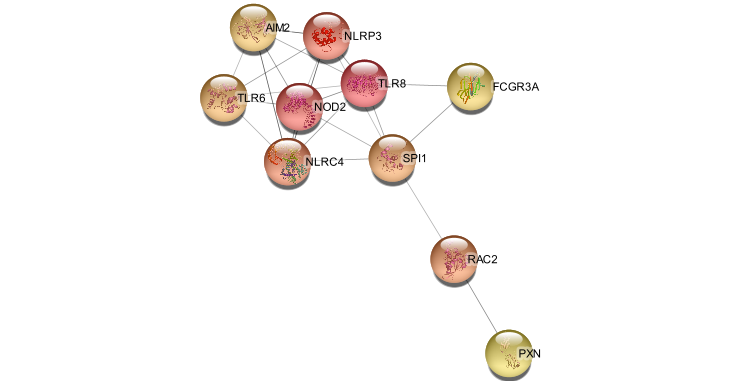 AIM2
NLRP3
TLR8
FCGR3A
TLR6
NOD2
NLRC4
SPI1
RAC2
PXN